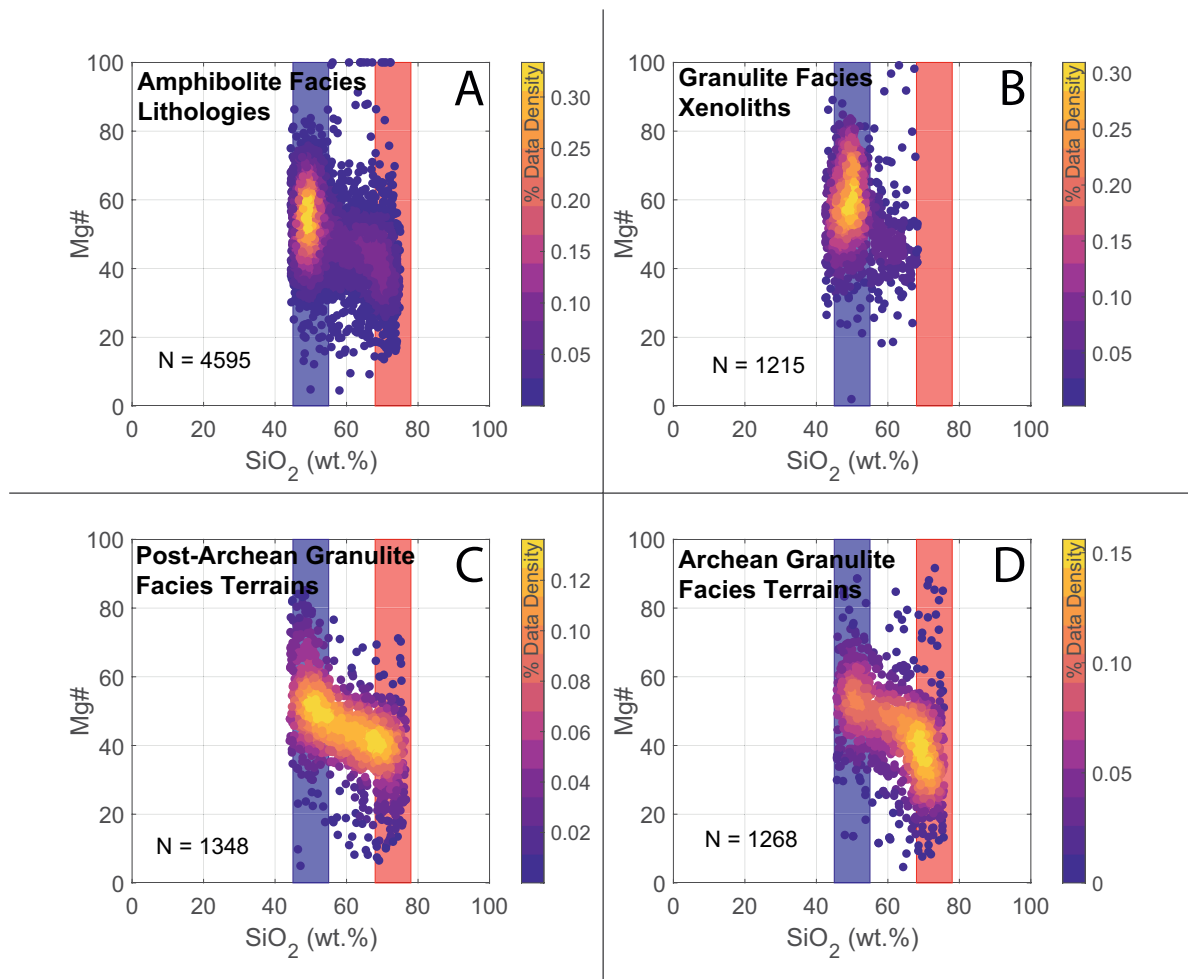 Amphibolite Facies
Lithologies
A
100
80
60
40
20
0
Mg#
N = 4595
0 20 40 60 80 100
SiO2 (wt.%)
% Data Density
0.30
0.25
0.20
0.15
0.10
0.05
Granulite Facies
Xenoliths
B
100
80
60
40
20
0
Mg#
N = 1215
0 20 40 60 80 100
SiO2 (wt.%)
% Data Density
0.30
0.25
0.20
0.15
0.10
0.05
Post-Archean Granulite
Facies Terrains
C
100
80
60
40
20
0
Mg#
N = 1348
0 20 40 60 80 100
SiO2 (wt.%)
% Data Density
0.12
0.10
0.08
0.06
0.04
0.02
Archean Granulite
Facies Terrains
D
100
80
60
40
20
0
Mg#
N = 1268
0 20 40 60 80 100
SiO2 (wt.%)
% Data Density
0.15
0.10
0.05
0